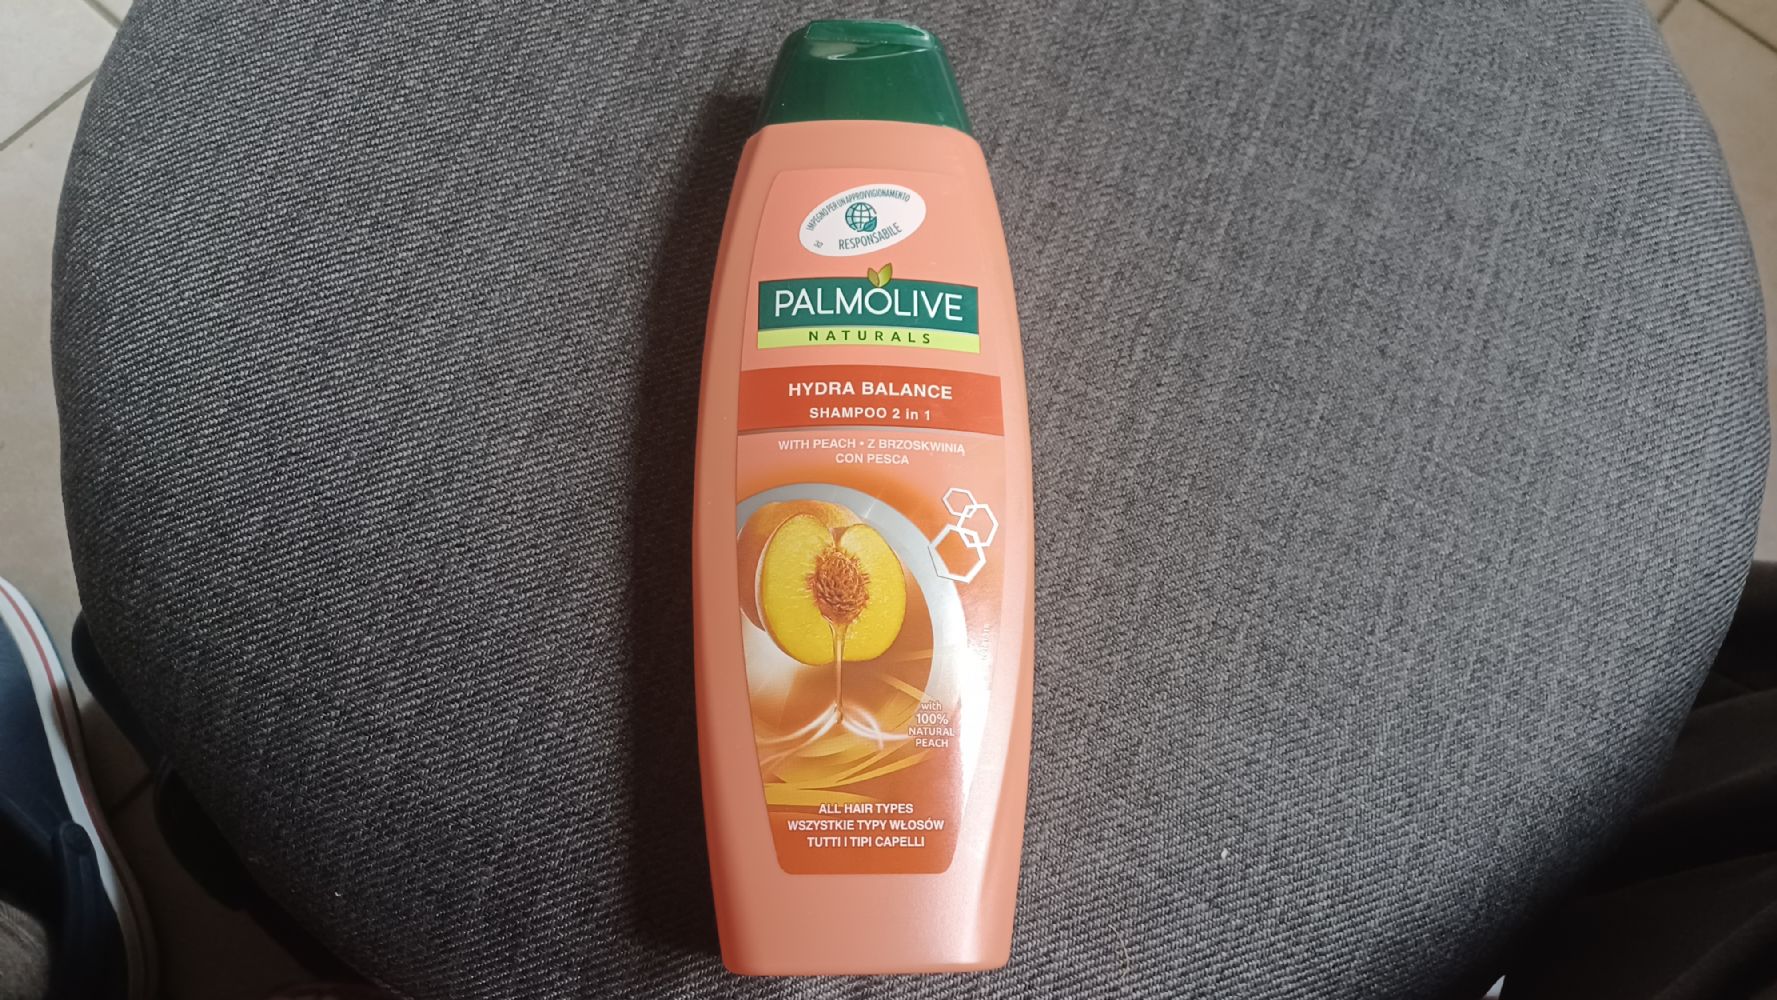 IMPEGNO PER UN APPROVVIGIONAMENTO
RESPONSABILE
PALMOLIVE
NATURALS
HYDRA BALANCE
SHAMPOO 2 in 1
WITH PEACH • Z BRZOSKWINIĄ
CON PESCA
with
100%
NATURAL
PEACH
ALL HAIR TYPES
WSZYSTKIE TYPY WŁOSÓW
TUTTI I TIPI CAPELLI